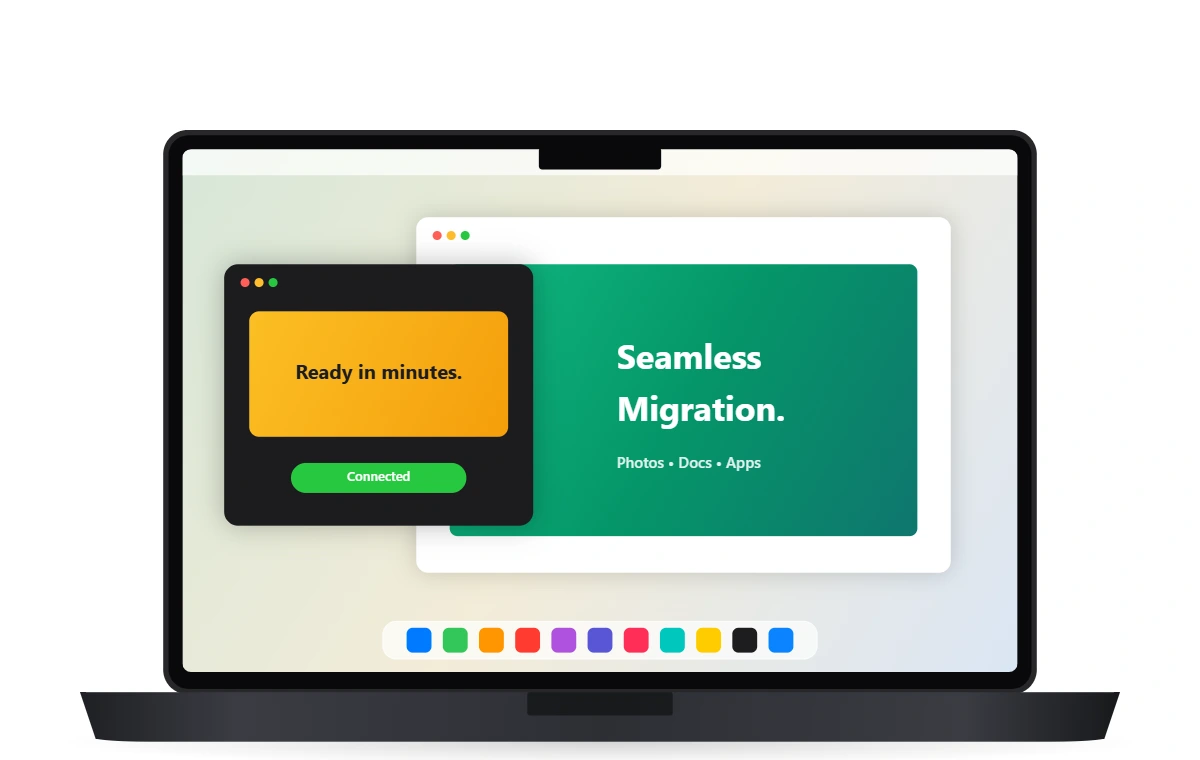 Ready in minutes.
Connected
Seamless
Migration.
Photos • Docs • Apps